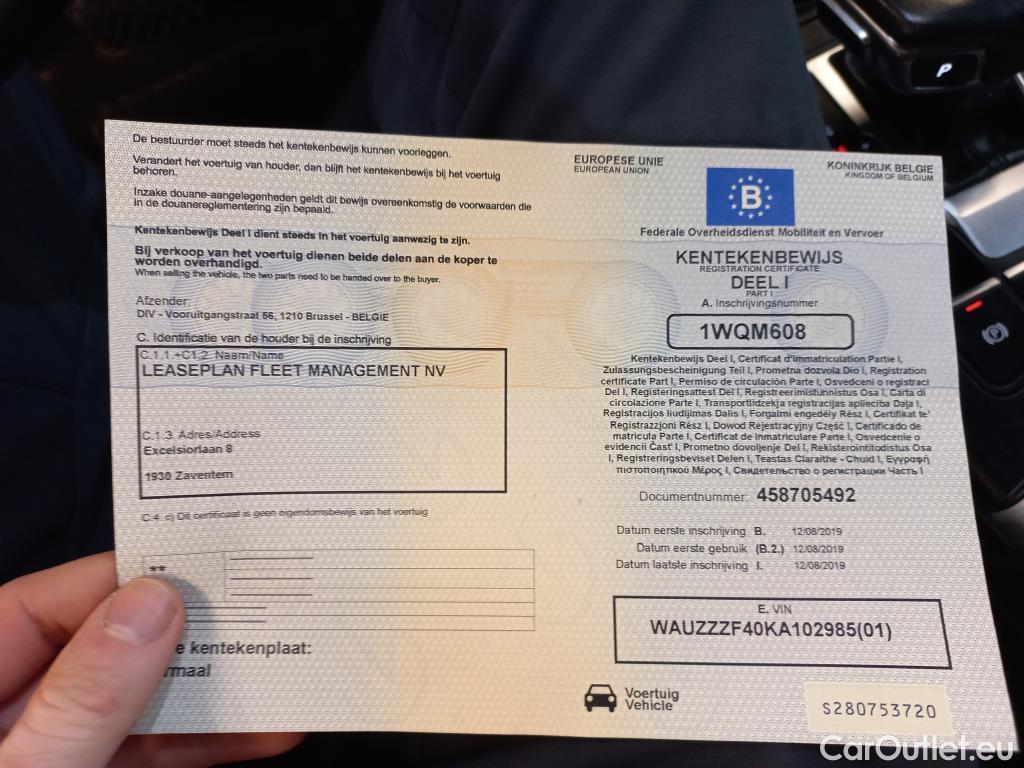 De bestuurder moet steeds het kentekenbewijs kunnen voorleggen.
Verandert het voertuig van houder, dan blijft het kentekenbewijs bij het voertuig
behoren.
Inzake douane-aangelegenheden geldt dit bewijs overeenkomstig de voorwaarden die
in de douanereglementering zijn bepaald.
Kentekenbewijs Deel I dient steeds in het voertuig aanwezig te zijn.
Bij verkoop van het voertuig dienen beide delen aan de koper te
worden overhandigd.
When selling the vehicle, the two parts need to be handed over to the buyer.
Afzender:
DIV - Vooruitgangstraat 56, 1210 Brussel - BELGIE
C. Identificatie van de houder bij de inschrijving
C.1.1.+C1.2. Naam/Name
LEASEPLAN FLEET MANAGEMENT NV
C.1.3. Adres/Address
Excelsiorlaan 8
1930 Zaventem
C.4. c) Dit certificaat is geen eigendomsbewijs van het voertuig
**
e kentekenplaat:
rmaal
EUROPESE UNIE
EUROPEAN UNION
KONINKRIJK BELGIE
KINGDOM OF BELGIUM
B
Federale Overheidsdienst Mobiliteit en Vervoer
KENTEKENBEWIJS
REGISTRATION CERTIFICATE
DEEL I
PART I
A. Inschrijvingsnummer
1WQM608
Kentekenbewijs Deel I, Certificat d'immatriculation Partie I,
Zulassungsbescheinigung Teil I, Prometna dozvola Dio I, Registration
certificate Part I, Permiso de circulación Parte I, Osvedceni o registraci
Del I, Registreringsattest Del I, Registreerimistunnistus Osa I, Carta di
circolazione Parte I, Transportlidzekja registracijas aplieciba Daja I,
Registracijos liudijimas Dalis I, Forgalmi engedély Rész I, Certifikat te'
Registrazzjoni Rész I, Dowod Rejestracyjny Część I, Certificado de
matricula Parte I, Certificat de Inmatriculare Parte I, Osvedcenie o
evidencii Čast' I, Prometno dovoljenje Del I, Rekisterointitodistus Osa
I, Registreringsbeviset Delen I, Teastas Claraithe - Chuid I, Εγγραφή
πιστοποιητικού Μέρος I, Свидетельство о регистрации Часть I
Documentnummer: 458705492
Datum eerste inschrijving B. 12/08/2019
Datum eerste gebruik (B.2.) 12/08/2019
Datum laatste inschrijving I. 12/08/2019
E. VIN
WAUZZZF40KA102985(01)
Voertuig
Vehicle
S280753720
P
CarOutlet.eu